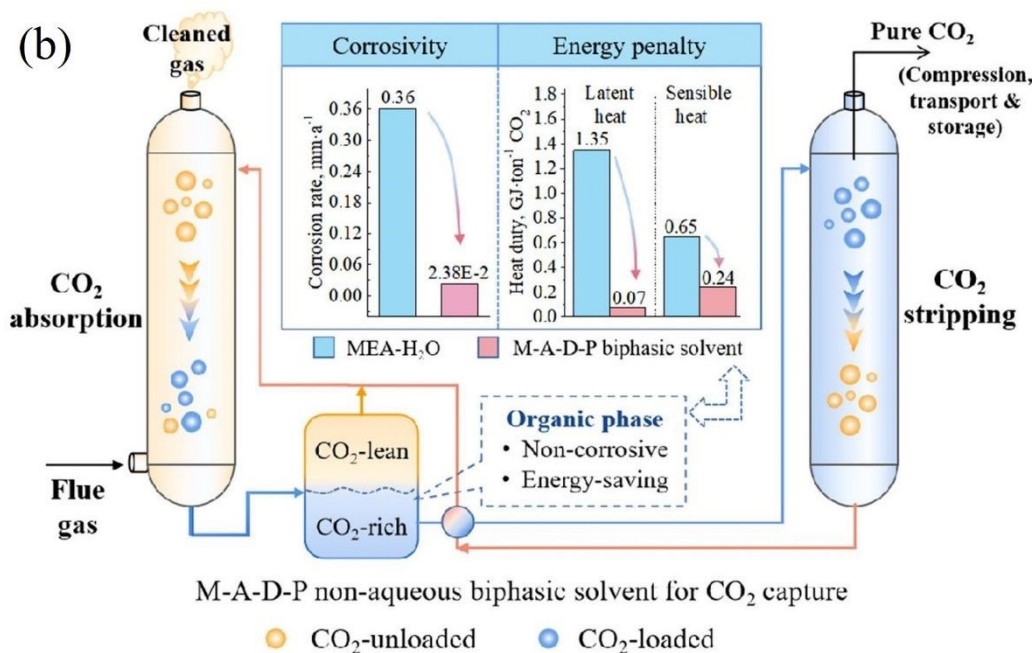 (b)
Cleaned
gas
Corrosivity
Energy penalty
Pure CO₂
(Compression,
transport &
storage)
Corrosion rate, mm·a⁻¹
0.36
0.30
0.24
0.18
0.12
0.06
0.00
0.36
2.38E-2
Heat duty, GJ·ton⁻¹ CO₂
1.8
1.6
1.4
1.2
1.0
0.8
0.6
0.4
0.2
0.0
Latent
heat
1.35
0.07
Sensible
heat
0.65
0.24
MEA-H₂O
M-A-D-P biphasic solvent
CO₂
absorption
CO₂
stripping
Flue
gas
CO₂-lean
CO₂-rich
Organic phase
• Non-corrosive
• Energy-saving
M-A-D-P non-aqueous biphasic solvent for CO₂ capture
CO₂-unloaded
CO₂-loaded